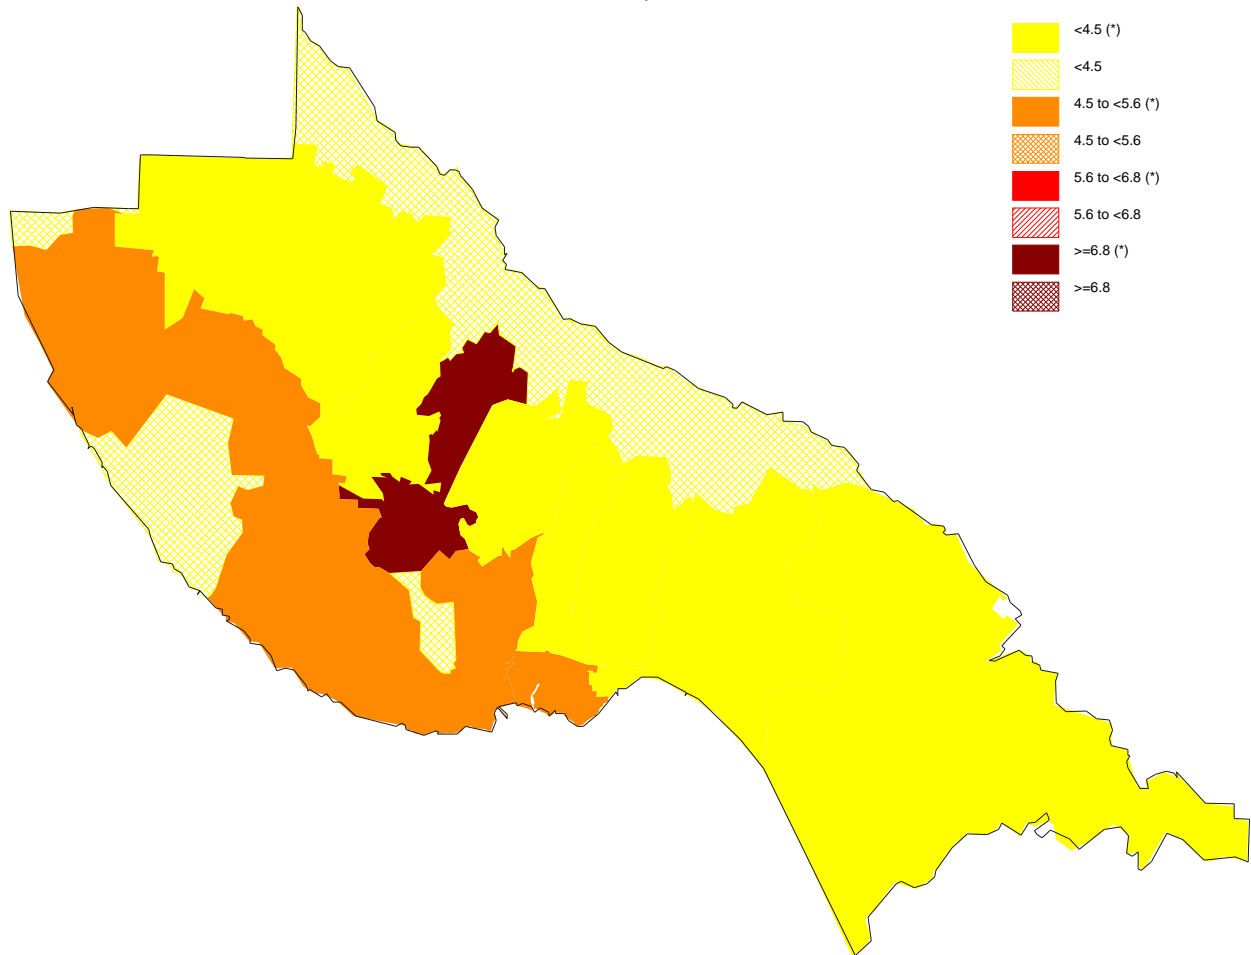 <4.5 (*)
<4.5
4.5 to <5.6 (*)
4.5 to <5.6
5.6 to <6.8 (*)
5.6 to <6.8
>=6.8 (*)
>=6.8